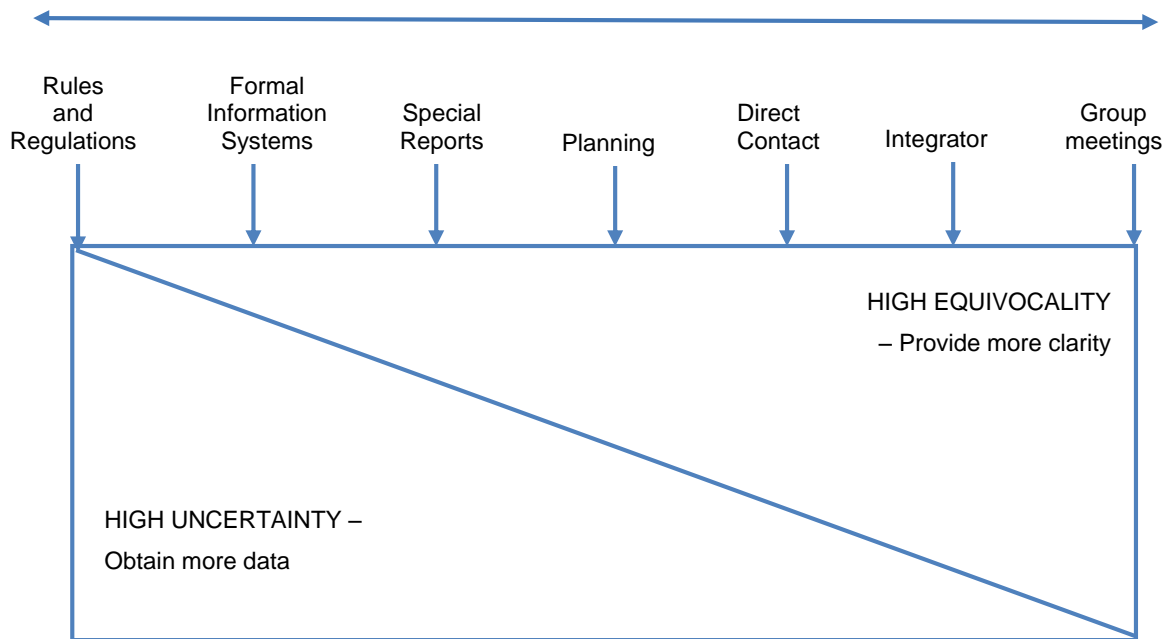 Rules
and
Regulations
Formal
Information
Systems
Special
Reports
Planning
Direct
Contact
Integrator
Group
meetings
HIGH EQUIVOCALITY
– Provide more clarity
HIGH UNCERTAINTY –
Obtain more data